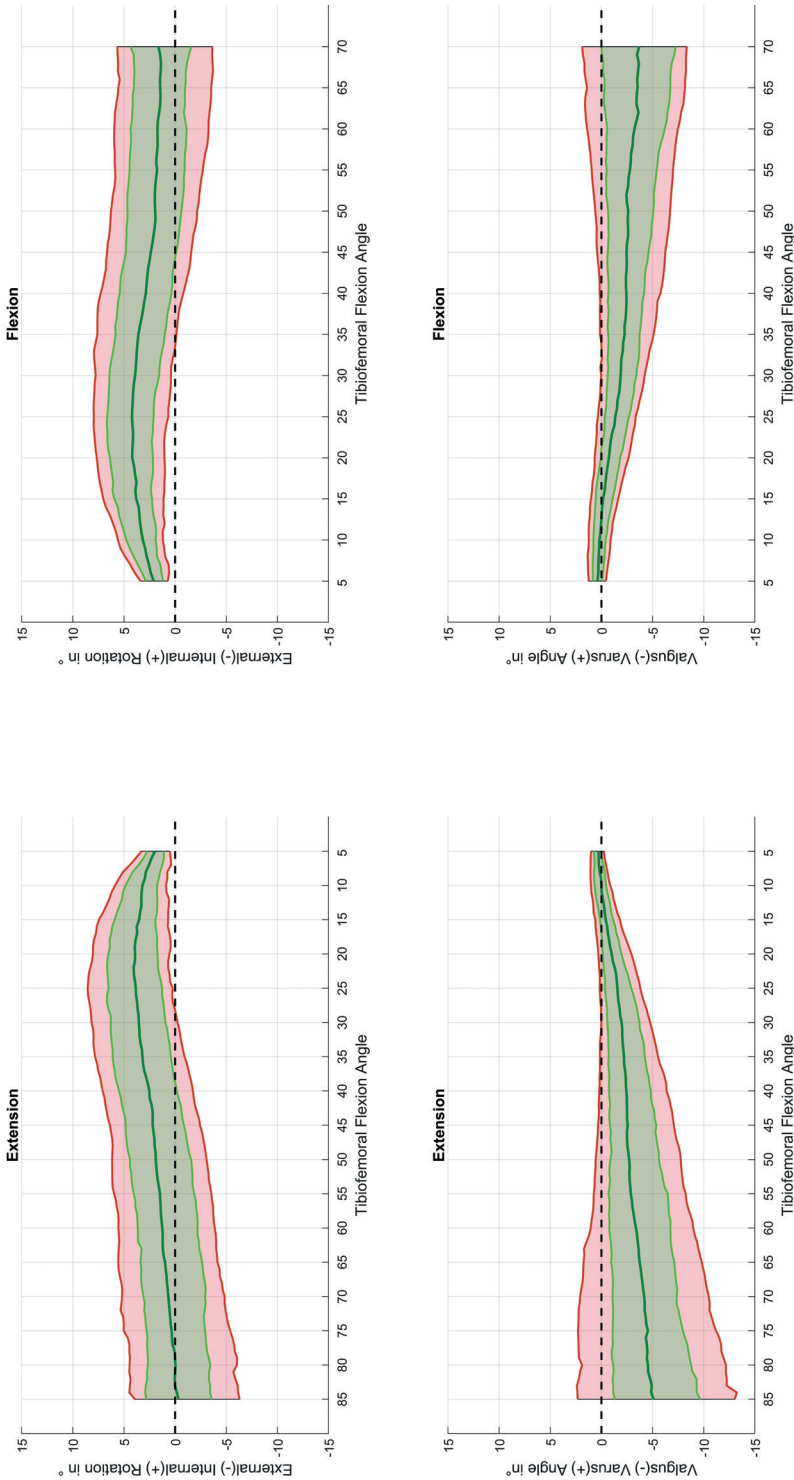 Extension
External(-) Internal(+) Rotation in °
15
10
5
0
-5
-10
-15
85 80 75 70 65 60 55 50 45 40 35 30 25 20 15 10 5
Tibiofemoral Flexion Angle
Flexion
External(-) Internal(+) Rotation in °
15
10
5
0
-5
-10
-15
5 10 15 20 25 30 35 40 45 50 55 60 65 70
Tibiofemoral Flexion Angle
Extension
Valgus(-) Varus(+) Angle in°
15
10
5
0
-5
-10
-15
85 80 75 70 65 60 55 50 45 40 35 30 25 20 15 10 5
Tibiofemoral Flexion Angle
Flexion
Valgus(-) Varus(+) Angle in°
15
10
5
0
-5
-10
-15
5 10 15 20 25 30 35 40 45 50 55 60 65 70
Tibiofemoral Flexion Angle